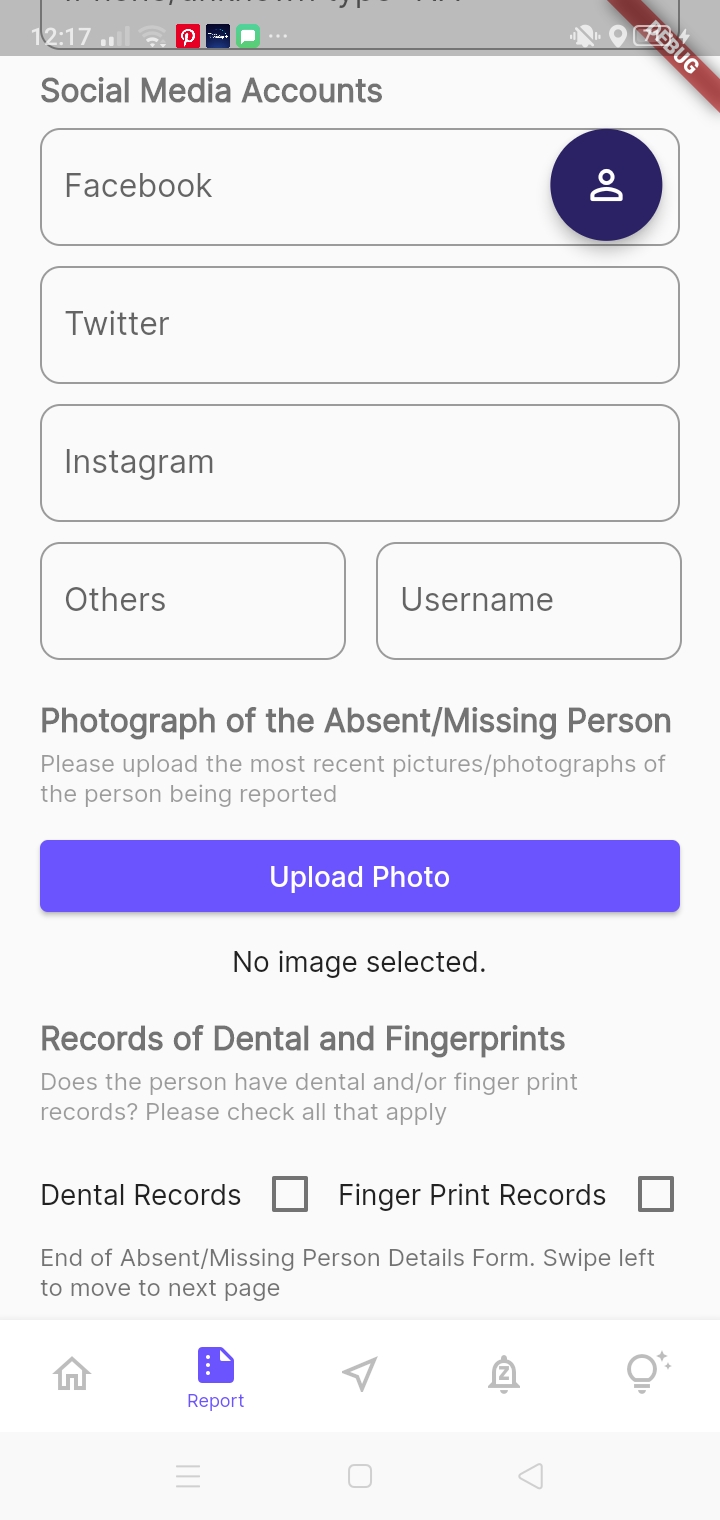 12:17
71
DEBUG
Social Media Accounts
Facebook
Twitter
Instagram
Others
Username
Photograph of the Absent/Missing Person
Please upload the most recent pictures/photographs of
the person being reported
Upload Photo
No image selected.
Records of Dental and Fingerprints
Does the person have dental and/or finger print
records? Please check all that apply
Dental Records
Finger Print Records
End of Absent/Missing Person Details Form. Swipe left
to move to next page
Report